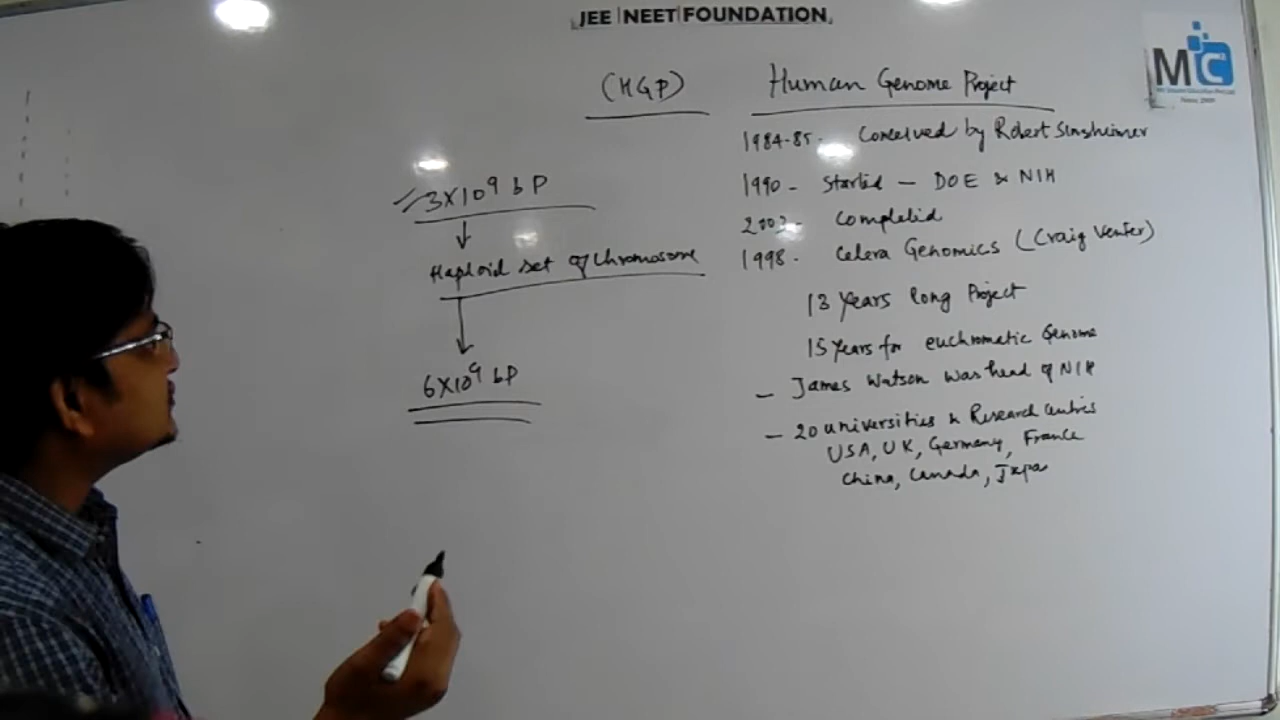 JEE NEET FOUNDATION
MC
(HGP) Human Genome Project
1984-85. Conceived by Robert Sinsheimer
1990 - Started - DOE & NIH
2003 - Completed
1998. Celera Genomics (Craig Venter)
13 Years long Project
15 Years for euchromatic Genome
- James Watson was head of NIH
- 20 universities & Research centres
USA, UK, Germany, France
China, Canada, Japa
3X10⁹ bp
↓
Haploid set of chromosome
↓
6X10⁹ bp